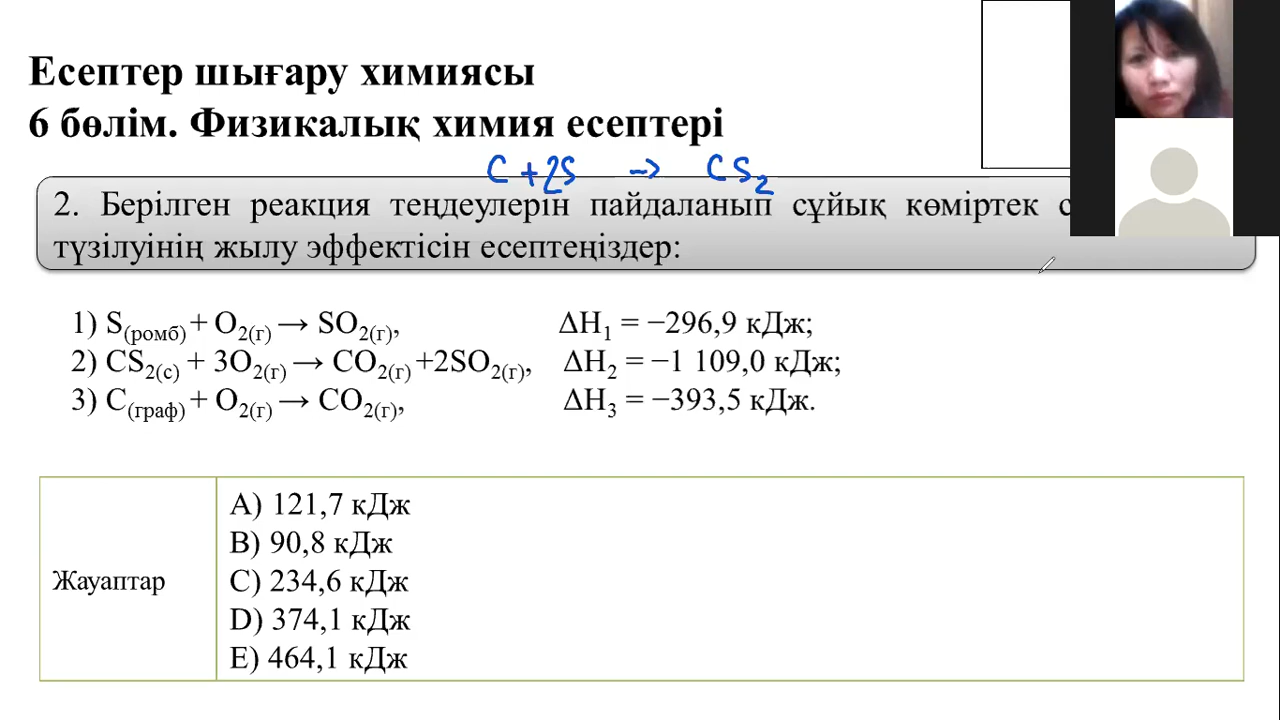 Есептер шығару химиясы
6 бөлім. Физикалық химия есептері
C + 2S → CS₂
2. Берілген реакция теңдеулерін пайдаланып сұйық көміртек
түзілуінің жылу эффектісін есептеңіздер:
1) S(ромб) + O₂(г) → SO₂(г), ΔH₁ = −296,9 кДж;
2) CS₂(с) + 3O₂(г) → CO₂(г) +2SO₂(г), ΔH₂ = −1 109,0 кДж;
3) C(граф) + O₂(г) → CO₂(г), ΔH₃ = −393,5 кДж.
Жауаптар
A) 121,7 кДж
B) 90,8 кДж
C) 234,6 кДж
D) 374,1 кДж
E) 464,1 кДж